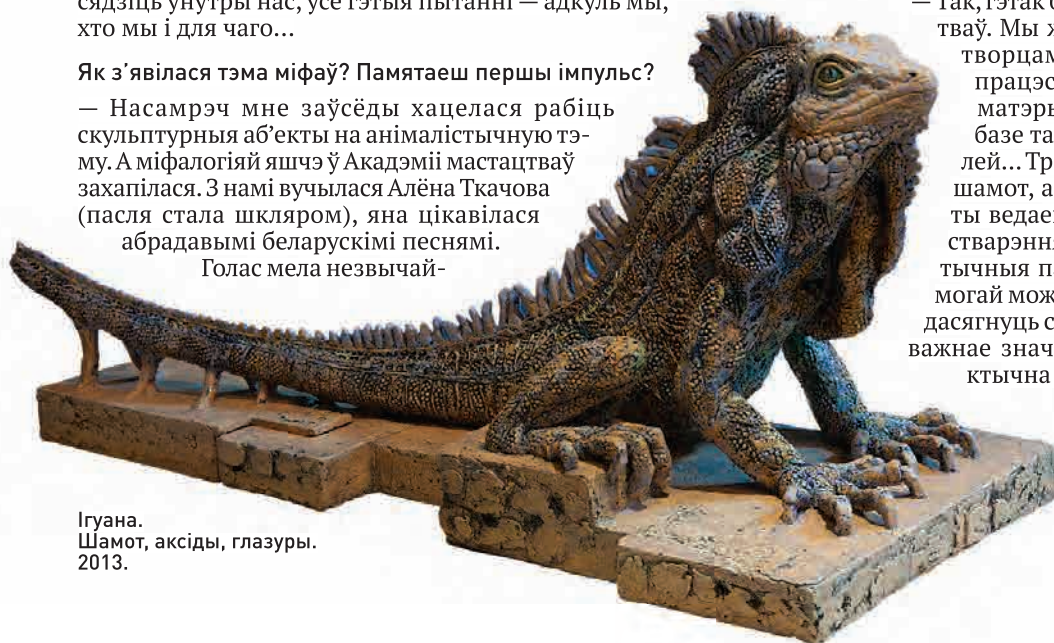 сядзіць унутры нас, усе гэтыя пытанні — адкуль мы,
хто мы і для чаго...
Як з’явілася тэма міфаў? Памятаеш першы імпульс?
— Насамрэч мне заўсёды хацелася рабіць
скульптурныя аб’екты на анімалістычную тэ-
му. А міфалогіяй яшчэ ў Акадэміі мастацтваў
захапілася. З намі вучылася Алёна Ткачова
(пасля стала шкляром), яна цікавілася
абрадавымі беларускімі песнямі.
Голас мела незвычай-
Ігуана.
Шамот, аксіды, глазуры.
2013.
— Так, гэтак
тваў. Мы
творцам
працэс
матэры
базе та
лей... Тр
шамот, а
ты ведае
стварэння
тычныя п
могай мож
дасягнуць с
важнае знач
ктычна